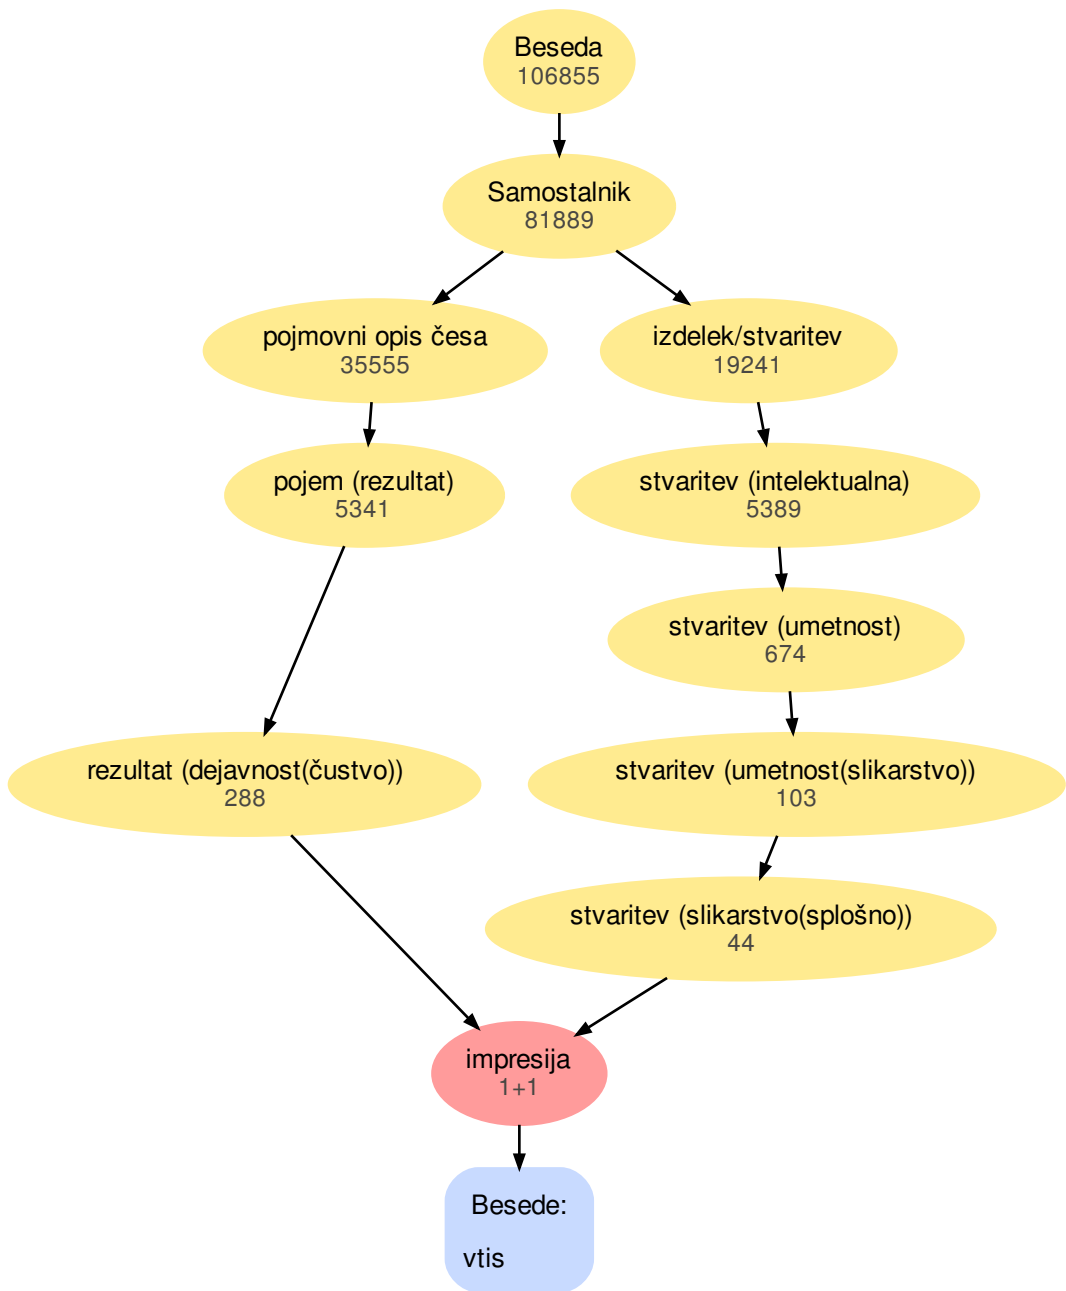 Beseda
106855
Samostalnik
81889
pojmovni opis česa
35555
izdelek/stvaritev
19241
pojem (rezultat)
5341
stvaritev (intelektualna)
5389
stvaritev (umetnost)
674
rezultat (dejavnost(čustvo))
288
stvaritev (umetnost(slikarstvo))
103
stvaritev (slikarstvo(splošno))
44
impresija
1+1
Besede:
vtis